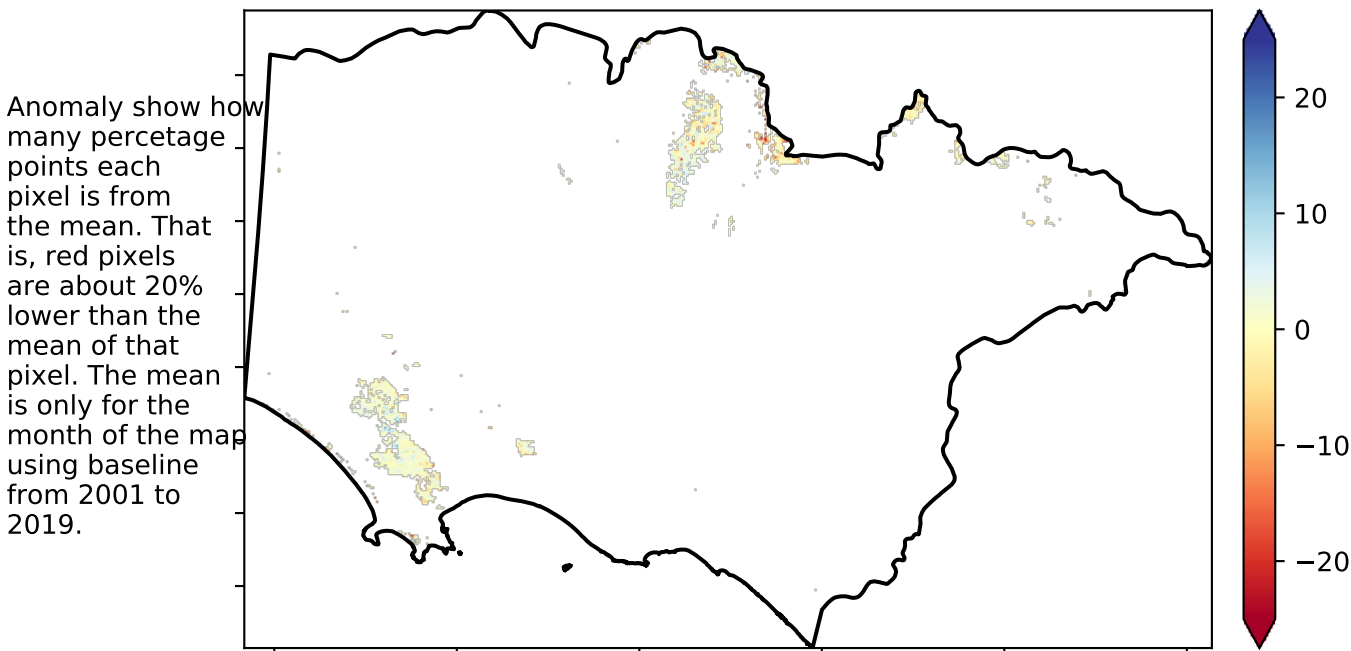 Anomaly show how
many percetage
points each
pixel is from
the mean. That
is, red pixels
are about 20%
lower than the
mean of that
pixel. The mean
is only for the
month of the map
using baseline
from 2001 to
2019.
20
10
0
−10
−20